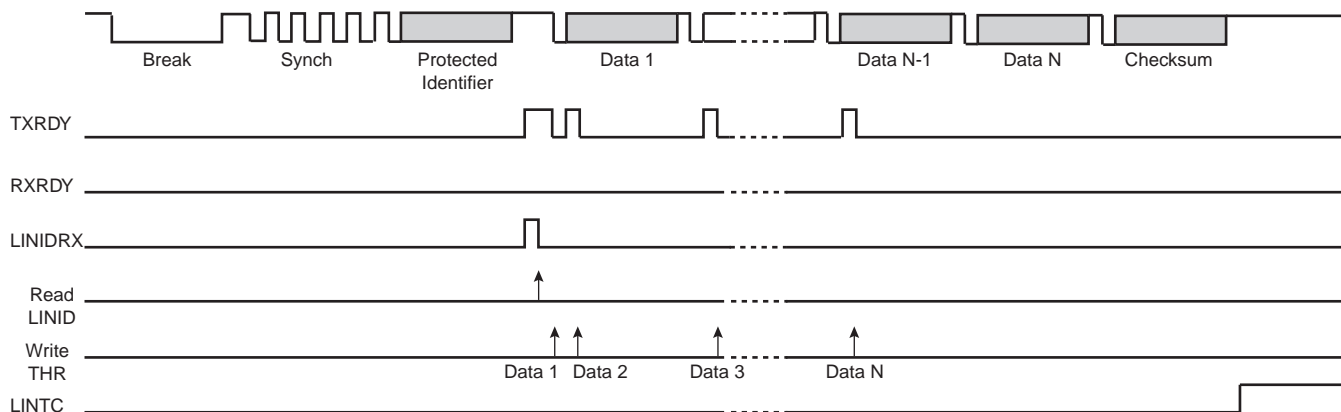 Break
Synch
Protected
Identifier
Data 1
Data N-1
Data N
Checksum
TXRDY
RXRDY
LINIDRX
Read
LINID
Write
THR
Data 1
Data 2
Data 3
Data N
LINTC